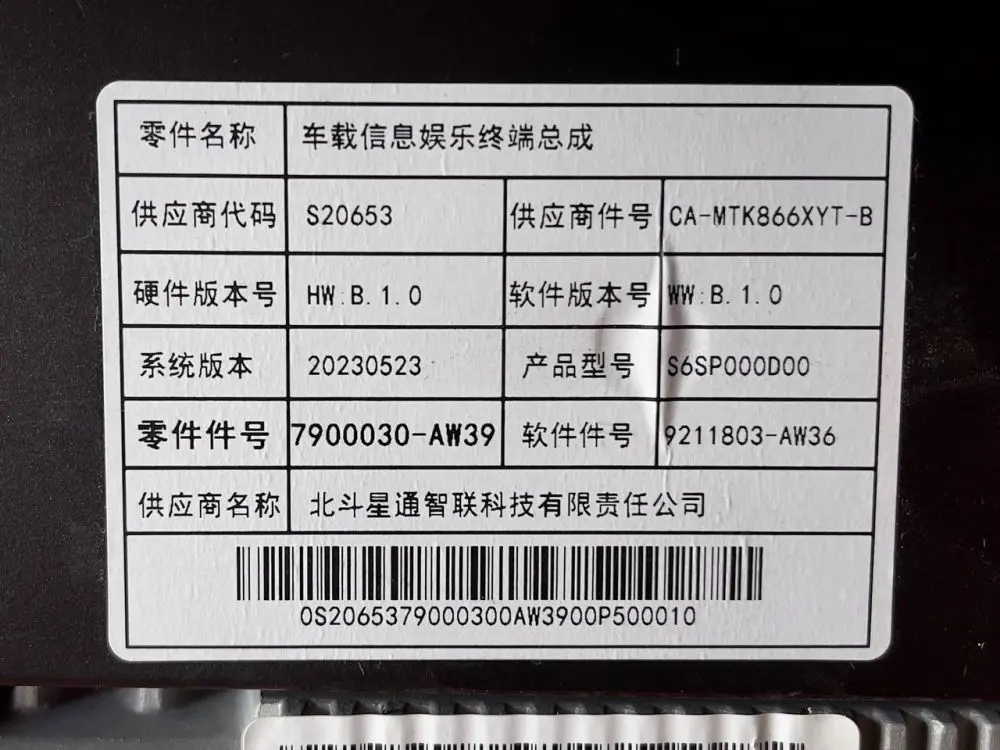 零件名称 车载信息娱乐终端总成
供应商代码 S20653 供应商件号 CA-MTK866XYT-B
硬件版本号 HW:B.1.0 软件版本号 WW:B.1.0
系统版本 20230523 产品型号 S6SP000D00
零件件号 7900030-AW39 软件件号 9211803-AW36
供应商名称 北斗星通智联科技有限责任公司
0S2065379000300AW3900P500010